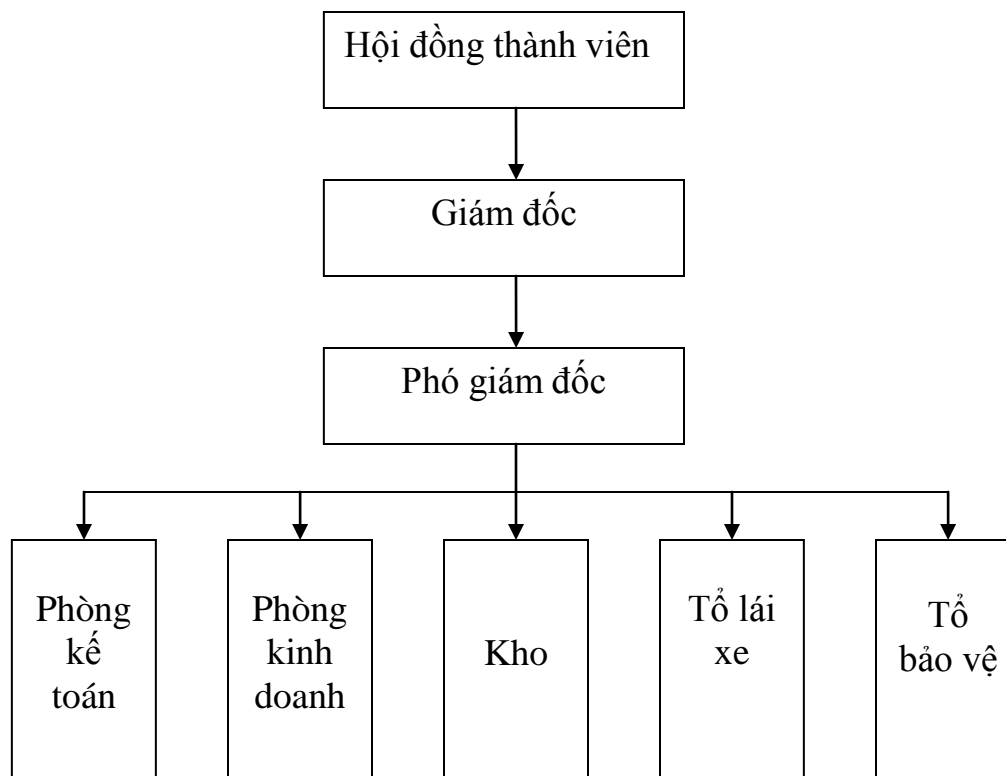 Hội đồng thành viên
Giám đốc
Phó giám đốc
Phòng
kế
toán
Phòng
kinh
doanh
Kho
Tổ lái
xe
Tổ
bảo vệ